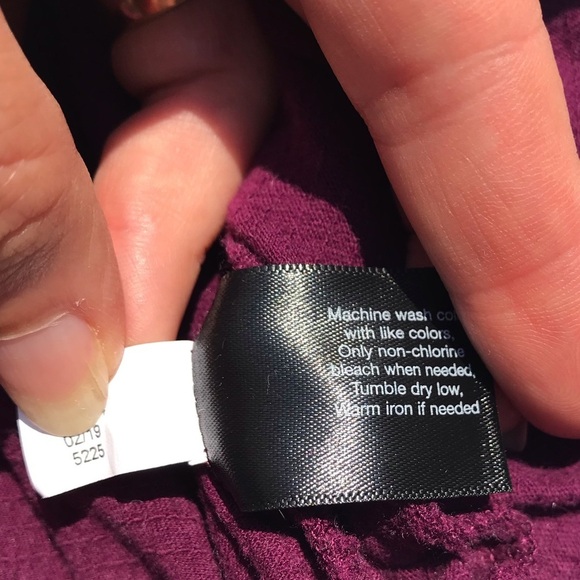 Machine wash
with like colors,
Only non-chlorine
bleach when needed,
Tumble dry low,
Warm iron if needed
02/19
5225